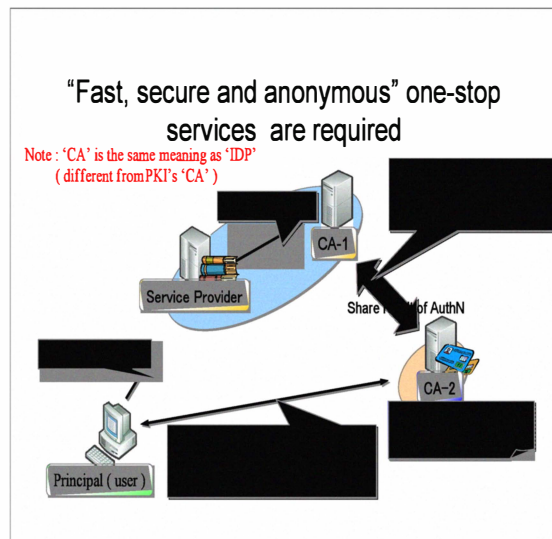 “Fast, secure and anonymous” one-stop
services are required
Note : ‘CA’ is the same meaning as ‘IDP’
( different from PKI’s ‘CA’ )
CA-1
Service Provider
Share of AuthN
CA-2
Principal ( user )